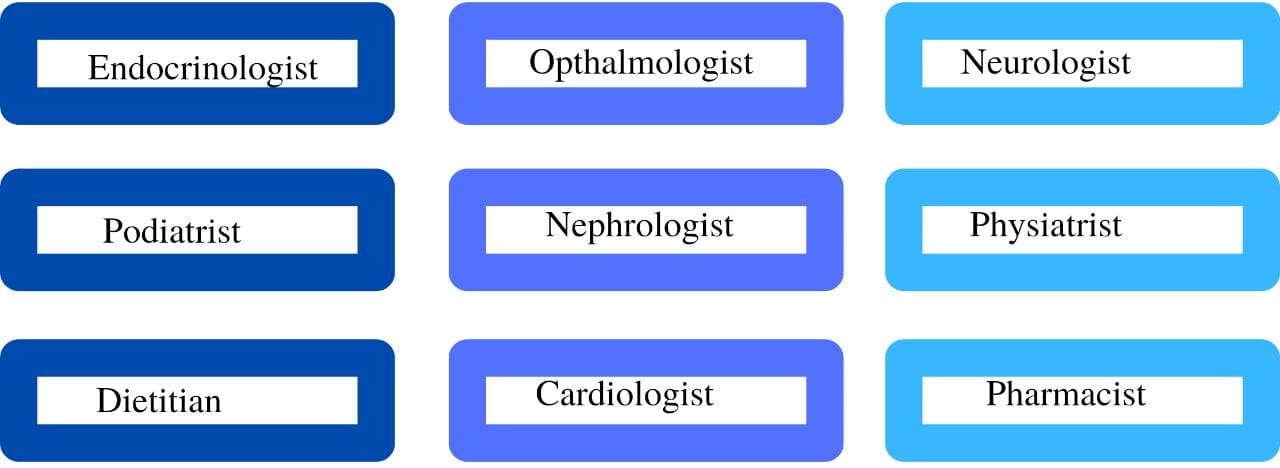 Endocrinologist
Opthalmologist
Neurologist
Podiatrist
Nephrologist
Physiatrist
Dietitian
Cardiologist
Pharmacist